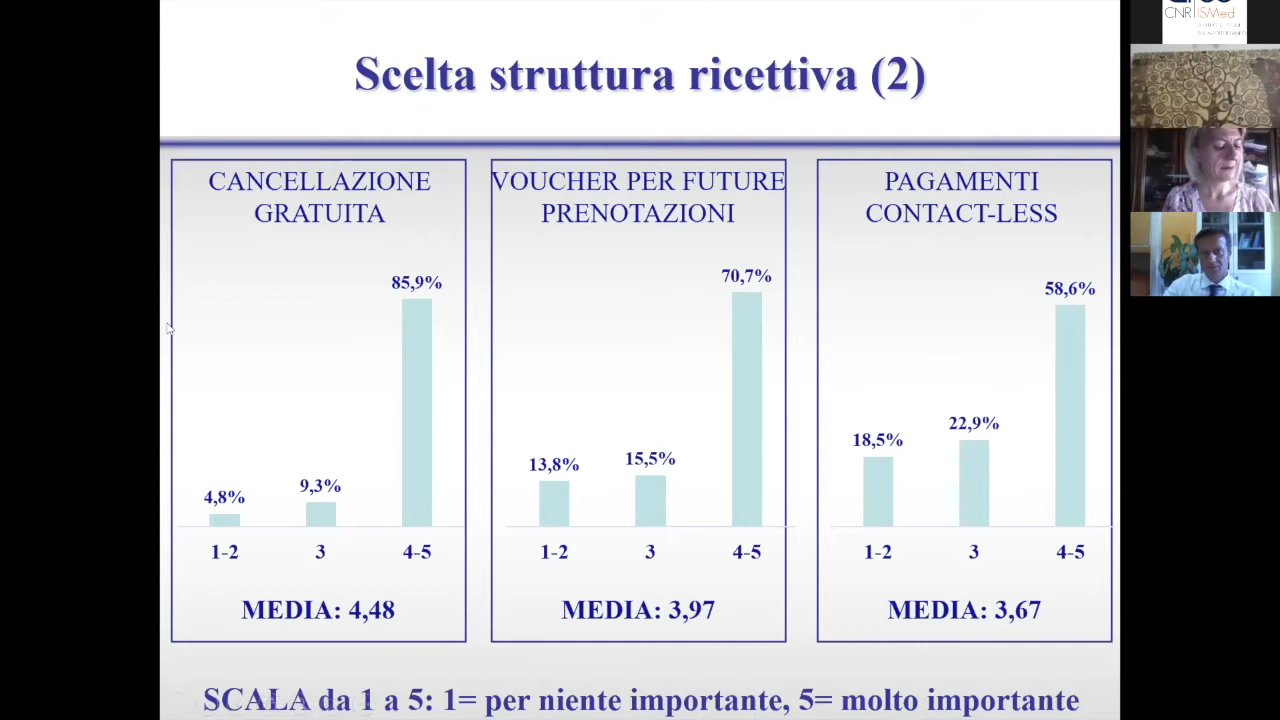 Scelta struttura ricettiva (2)
CANCELLAZIONE
GRATUITA
85,9%
9,3%
4,8%
1-2 3 4-5
MEDIA: 4,48
VOUCHER PER FUTURE
PRENOTAZIONI
70,7%
15,5%
13,8%
1-2 3 4-5
MEDIA: 3,97
PAGAMENTI
CONTACT-LESS
58,6%
22,9%
18,5%
1-2 3 4-5
MEDIA: 3,67
SCALA da 1 a 5: 1= per niente importante, 5= molto importante
CNR ISMed